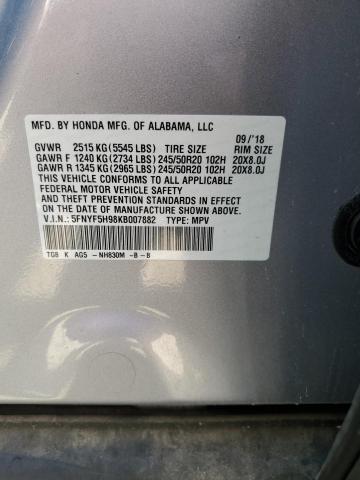 MFD. BY HONDA MFG. OF ALABAMA, LLC
09/'18
GVWR 2515 KG (5545 LBS) TIRE SIZE RIM SIZE
GAWR F 1240 KG (2734 LBS) 245/50R20 102H 20X8.0J
GAWR R 1345 KG (2965 LBS) 245/50R20 102H 20X8.0J
THIS VEHICLE CONFORMS TO ALL APPLICABLE
FEDERAL MOTOR VEHICLE SAFETY, BUMPER, AND
THEFT PREVENTION STANDARDS IN EFFECT ON THE
DATE OF MANUFACTURE SHOWN ABOVE.
V.I.N.: 5FNYF5H98KB007882 TYPE: MPV
TGB K AG5 -NH830M -B-B